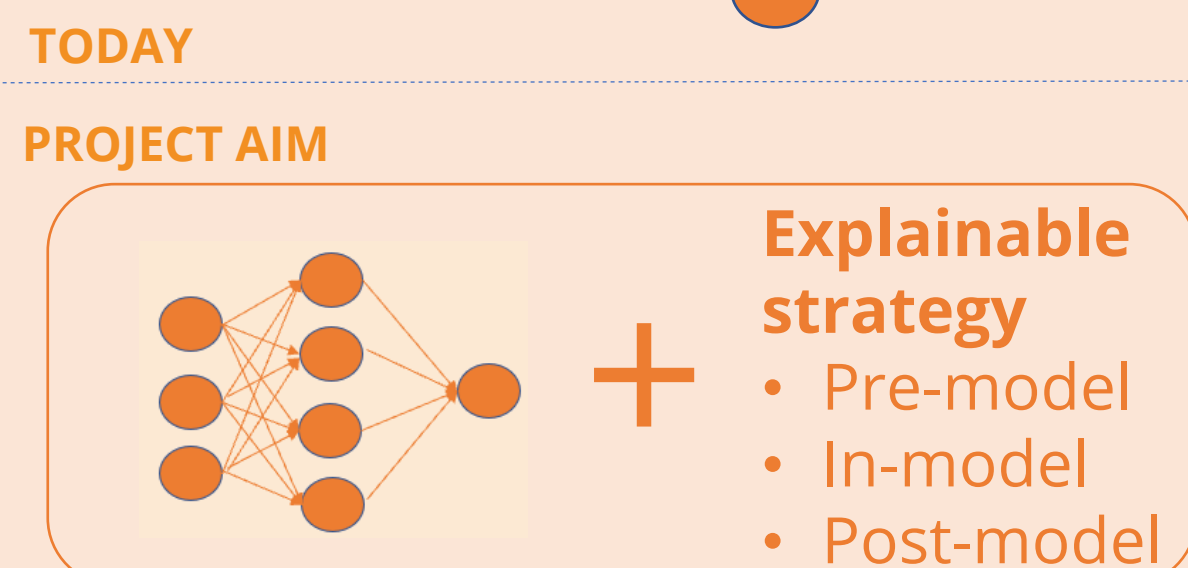 TODAY
PROJECT AIM
Explainable
strategy
• Pre-model
• In-model
• Post-model